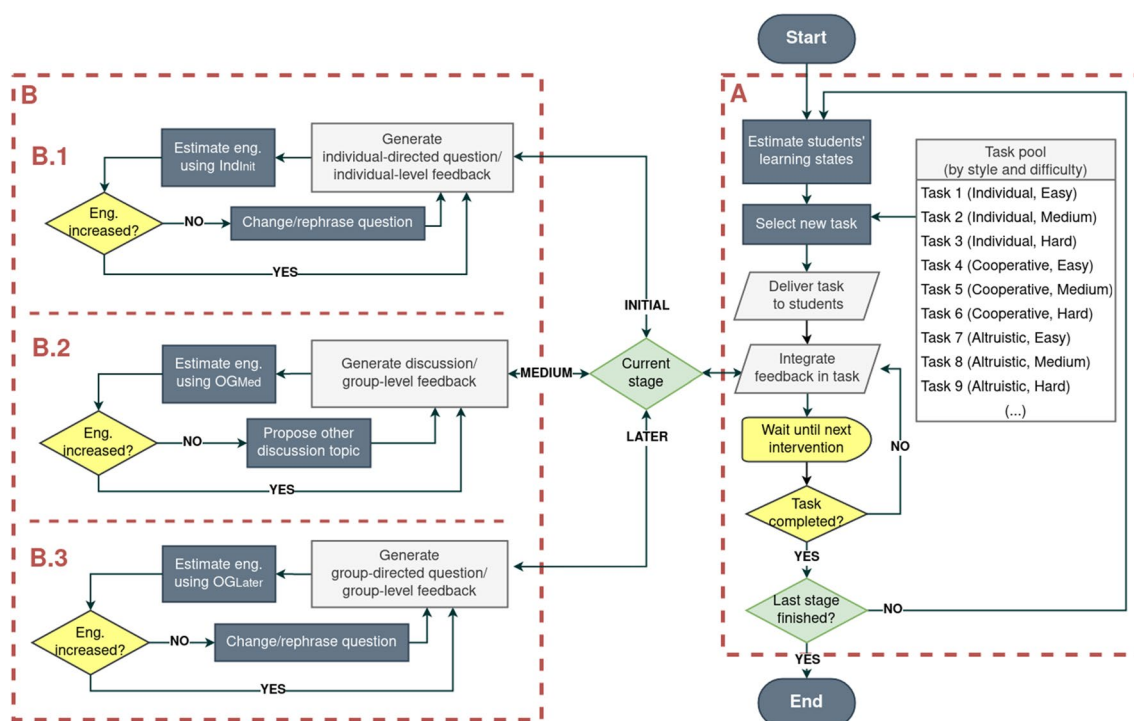 Start
A
Estimate students'
learning states
Task pool
(by style and difficulty)
Task 1 (Individual, Easy)
Task 2 (Individual, Medium)
Task 3 (Individual, Hard)
Task 4 (Cooperative, Easy)
Task 5 (Cooperative, Medium)
Task 6 (Cooperative, Hard)
Task 7 (Altruistic, Easy)
Task 8 (Altruistic, Medium)
Task 9 (Altruistic, Hard)
(...)
Select new task
Deliver task
to students
Integrate
feedback in task
Wait until next
intervention
NO
Task
completed?
YES
Last stage
finished?
NO
YES
End
Current
stage
INITIAL
MEDIUM
LATER
B
B.1
Generate
individual-directed question/
individual-level feedback
Estimate eng.
using IndInit
Eng.
increased?
NO
Change/rephrase question
YES
B.2
Generate discussion/
group-level feedback
Estimate eng.
using OGMed
Eng.
increased?
NO
Propose other
discussion topic
YES
B.3
Generate
group-directed question/
group-level feedback
Estimate eng.
using OGLater
Eng.
increased?
NO
Change/rephrase question
YES